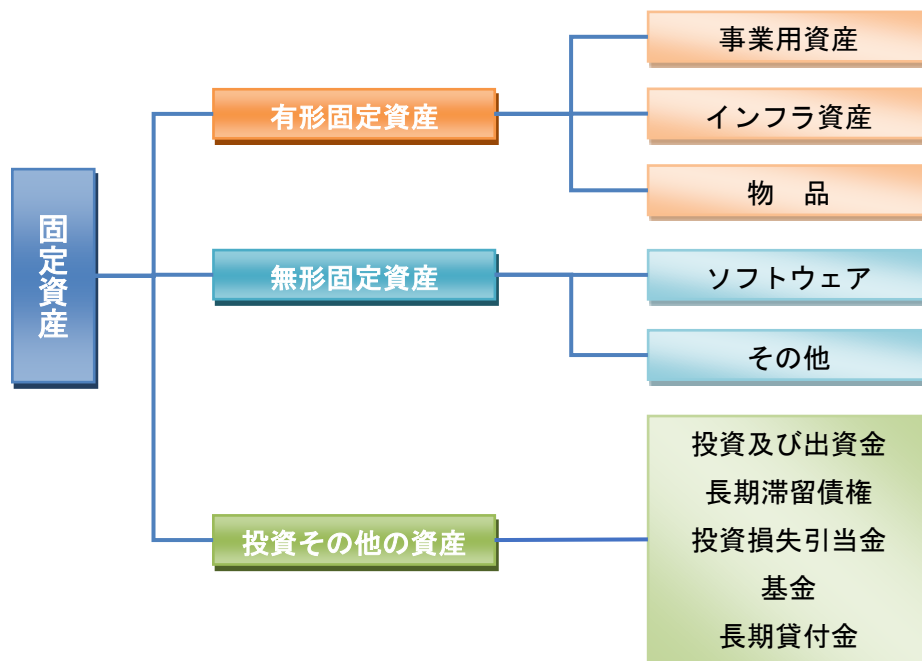 固定資産
有形固定資産
事業用資産
インフラ資産
物　品
無形固定資産
ソフトウェア
その他
投資その他の資産
投資及び出資金
長期滞留債権
投資損失引当金
基金
長期貸付金